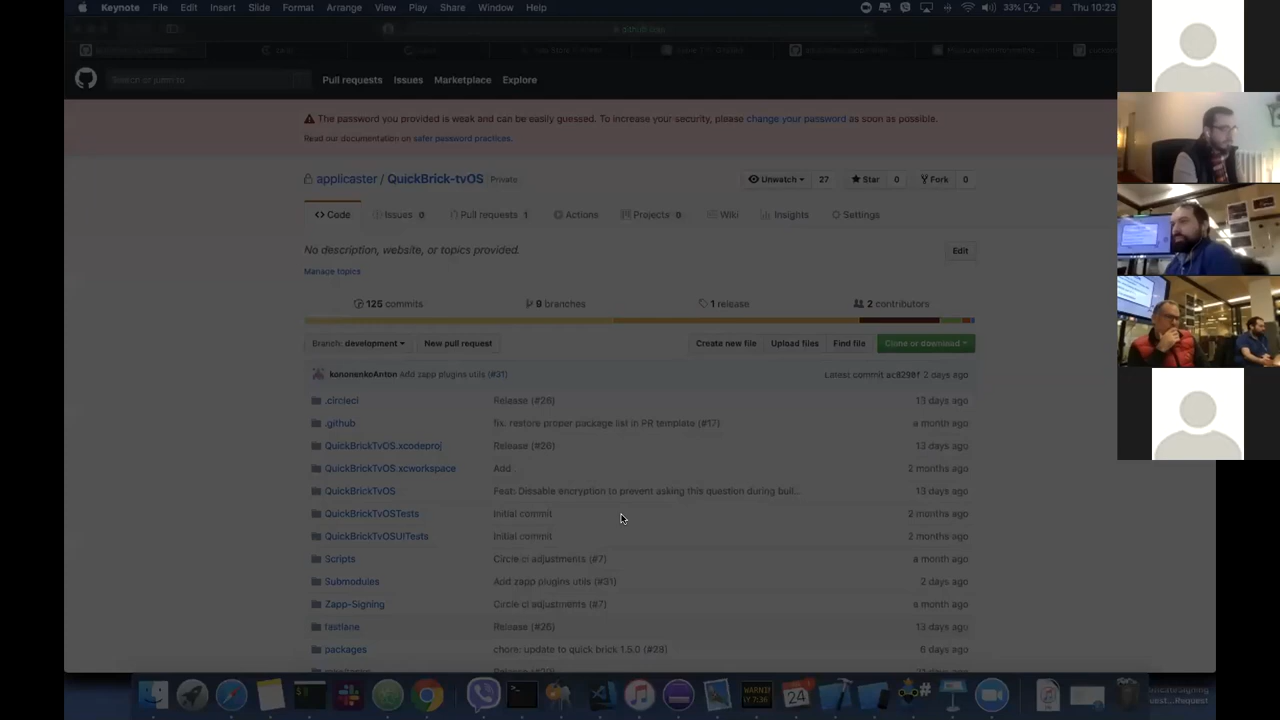 Keynote File Edit Insert Slide Format Arrange View Play Share Window Help 33% Thu 10:23
github.com
Search or jump to... Pull requests Issues Marketplace Explore
The password you provided is weak and can be easily guessed. To increase your security, please change your password as soon as possible.
Read our documentation on safer password practices.
applicaster / QuickBrick-tvOS Private Unwatch 27 Star 0 Fork 0
Code Issues 0 Pull requests 1 Actions Projects 0 Wiki Insights Settings
No description, website, or topics provided. Edit
Manage topics
125 commits 9 branches 1 release 2 contributors
Branch: development New pull request Create new file Upload files Find file Clone or download
kononenkoAnton Add zapp plugins utils (#31) Latest commit 2 days ago
.circleci Release (#26) 13 days ago
.github fix: restore proper package list in PR template (#17) a month ago
QuickBrickTvOS.xcodeproj Release (#26) 13 days ago
QuickBrickTvOS.xcworkspace Add 2 months ago
QuickBrickTvOS Feat: Dissable encryption to prevent asking this question during buil... 13 days ago
QuickBrickTvOSTests Initial commit 2 months ago
QuickBrickTvOSUITests Initial commit 2 months ago
Scripts Circle ci adjustments (#7) a month ago
Submodules Add zapp plugins utils (#31) 2 days ago
Zapp-Signing Circle ci adjustments (#7) a month ago
fastlane Release (#26) 13 days ago
packages chore: update to quick brick 1.5.0 (#28) 6 days ago
WARNIN 24